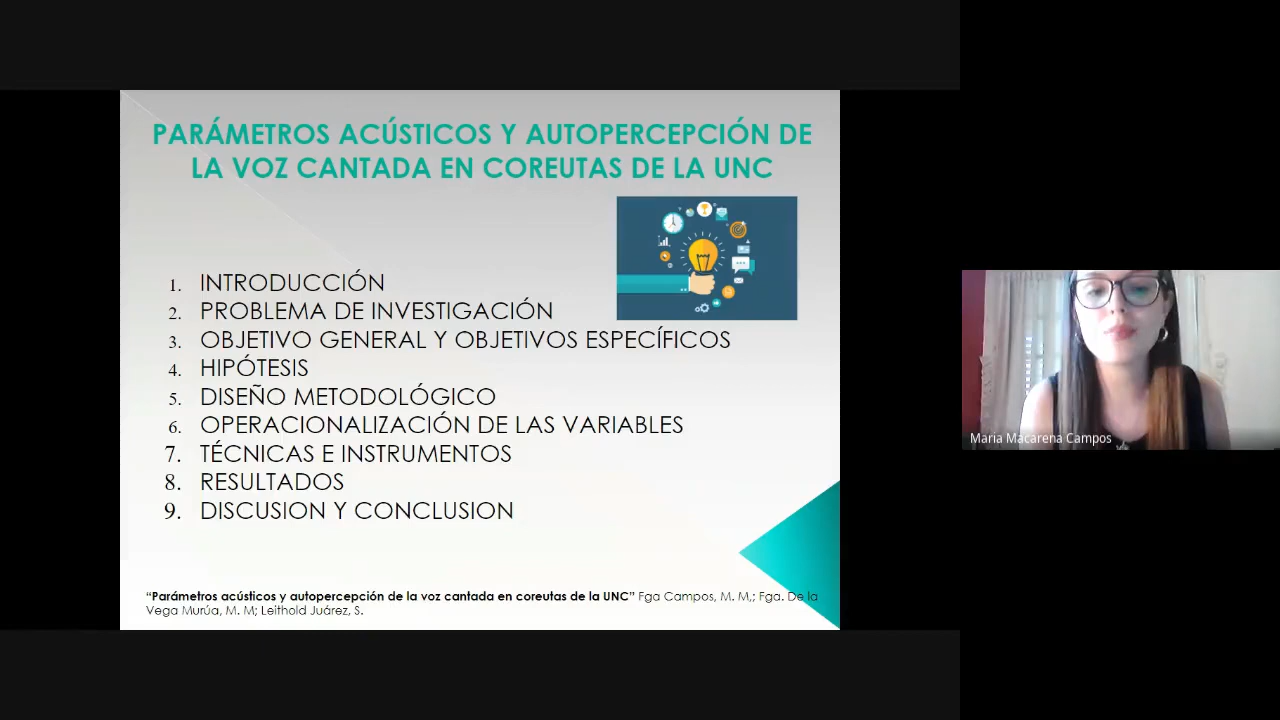 PARÁMETROS ACÚSTICOS Y AUTOPERCEPCIÓN DE
LA VOZ CANTADA EN COREUTAS DE LA UNC
1. INTRODUCCIÓN
2. PROBLEMA DE INVESTIGACIÓN
3. OBJETIVO GENERAL Y OBJETIVOS ESPECÍFICOS
4. HIPÓTESIS
5. DISEÑO METODOLÓGICO
6. OPERACIONALIZACIÓN DE LAS VARIABLES
7. TÉCNICAS E INSTRUMENTOS
8. RESULTADOS
9. DISCUSION Y CONCLUSION
“Parámetros acústicos y autopercepción de la voz cantada en coreutas de la UNC” Fga Campos, M. M,; Fga. De la
Vega Murúa, M. M; Leithold Juárez, S.
Maria Macarena Campos